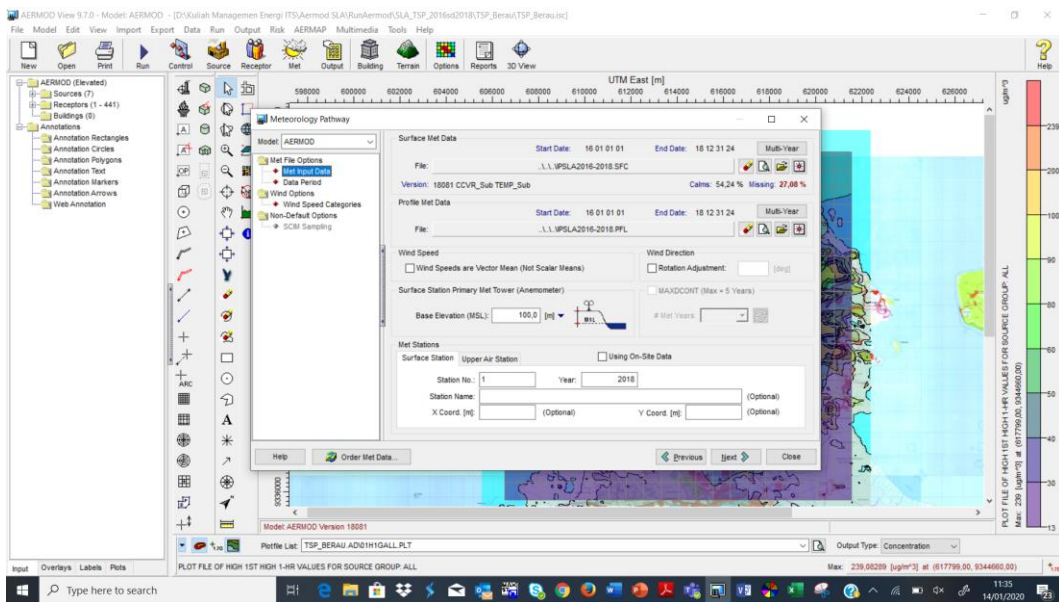 AERMOD View 9.7.0 - Model: AERMOD - [D:\Kuliah Managemen Energi ITS\Aermod SLA\RunAermod\SLA_TSP_2016sd2018\TSP_Berau\TSP_Berau.isc]
File Model Edit View Import Export Data Run Output Risk AERMAP Multimedia Tools Help
New Open Print Run Control Source Receptor Met Output Building Terrain Options Reports 3D View Help
AERMOD (Elevated)
Sources (7)
Receptors (1 - 441)
Buildings (0)
Annotations
Annotation Rectangles
Annotation Circles
Annotation Polygons
Annotation Text
Annotation Markers
Annotation Arrows
Web Annotation
OP
ARC
A
UTM East [m]
598000 600000 602000 604000 606000 608000 610000 612000 614000 616000 618000 620000 622000 624000 626000
9336000
Meteorology Pathway
Model: AERMOD
Met File Options
Met Input Data
Data Period
Wind Options
Wind Speed Categories
Non-Default Options
SCIM Sampling
Surface Met Data
Start Date: 16 01 01 01 End Date: 18 12 31 24 Multi-Year
File: ..\..\..\IPSLA2016-2018.SFC
Version: 18081 CCVR_Sub TEMP_Sub Calms: 54,24 % Missing: 27,08 %
Profile Met Data
Start Date: 16 01 01 01 End Date: 18 12 31 24 Multi-Year
File: ..\..\..\IPSLA2016-2018.PFL
Wind Speed
Wind Speeds are Vector Mean (Not Scalar Means)
Wind Direction
Rotation Adjustment: [deg]
Surface Station Primary Met Tower (Anemometer)
Base Elevation (MSL): 100,0 [m]
MSL
MAXDCONT (Max = 5 Years)
# Met Years:
Met Stations
Surface Station Upper Air Station Using On-Site Data
Station No.: 1 Year: 2018
Station Name: (Optional)
X Coord. [m]: (Optional) Y Coord. [m]: (Optional)
Help Order Met Data... Previous Next Close
ug/m^3
239
200
100
90
80
60
50
40
30
13
PLOT FILE OF HIGH 1ST HIGH 1-HR VALUES FOR SOURCE GROUP: ALL
Max: 239 [ug/m^3] at (617799,00, 9344660,00)
Model: AERMOD Version 18081
Plotfile List: TSP_BERAU.AD\01H1GALL.PLT Output Type: Concentration
Input Overlays Labels Plots
PLOT FILE OF HIGH 1ST HIGH 1-HR VALUES FOR SOURCE GROUP: ALL Max: 239,08289 [ug/m^3] at (617799,00, 9344660,00)
Type here to search
11:35
14/01/2020